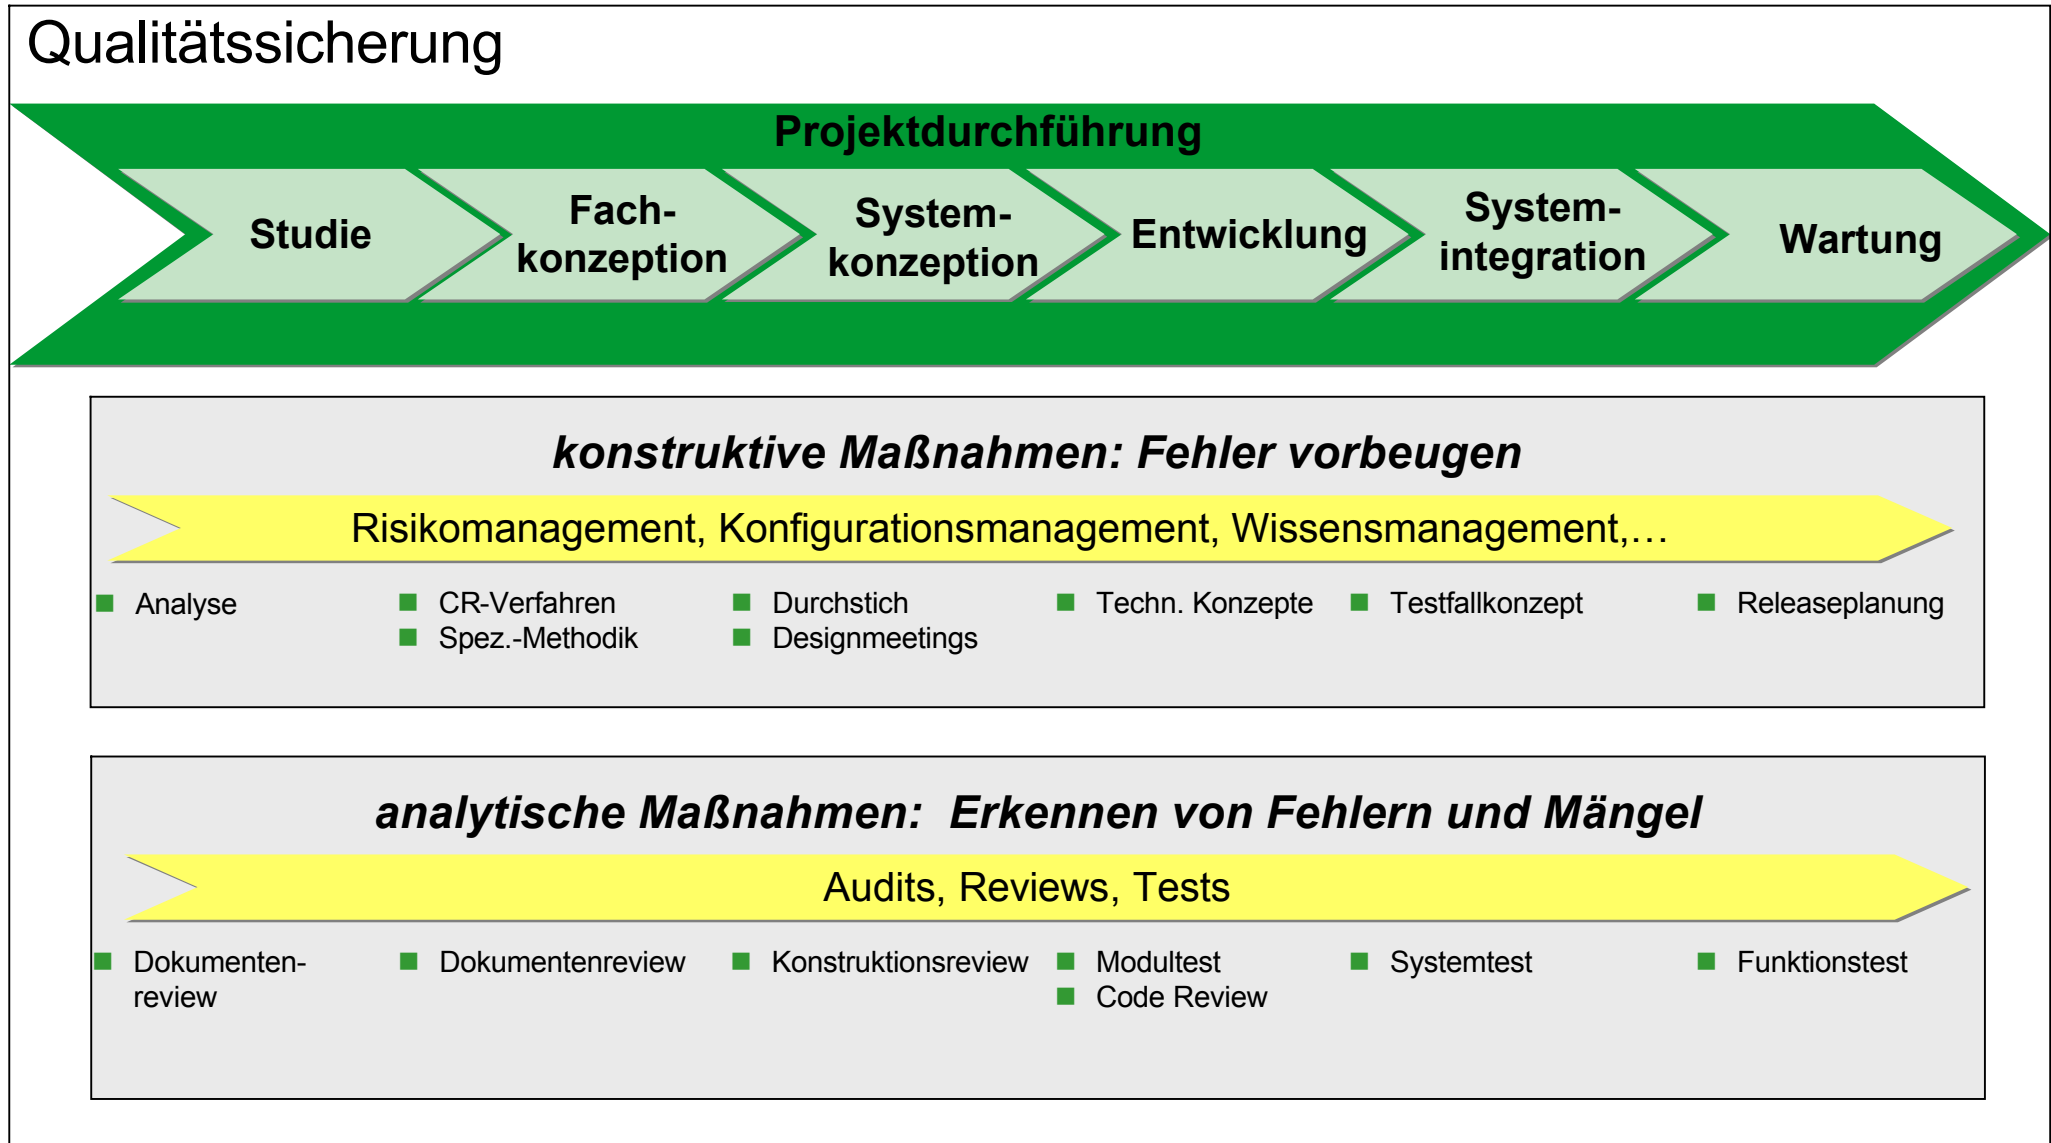 Qualitätssicherung
Projektdurchführung
Studie
Fach-
konzeption
System-
konzeption
Entwicklung
System-
integration
Wartung
konstruktive Maßnahmen: Fehler vorbeugen
Risikomanagement, Konfigurationsmanagement, Wissensmanagement,…
Analyse
CR-Verfahren
Spez.-Methodik
Durchstich
Designmeetings
Techn. Konzepte
Testfallkonzept
Releaseplanung
analytische Maßnahmen: Erkennen von Fehlern und Mängel
Audits, Reviews, Tests
Dokumenten-
review
Dokumentenreview
Konstruktionsreview
Modultest
Code Review
Systemtest
Funktionstest